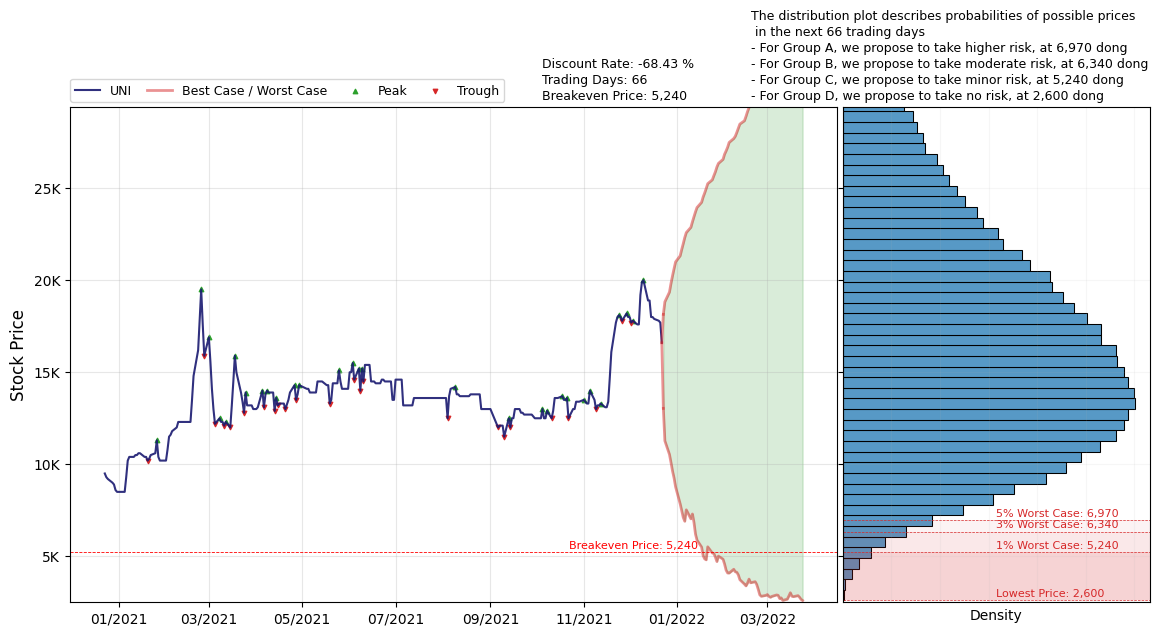 The distribution plot describes probabilities of possible prices
in the next 66 trading days
- For Group A, we propose to take higher risk, at 6,970 dong
- For Group B, we propose to take moderate risk, at 6,340 dong
- For Group C, we propose to take minor risk, at 5,240 dong
- For Group D, we propose to take no risk, at 2,600 dong
Discount Rate: -68.43 %
Trading Days: 66
Breakeven Price: 5,240
UNI
Best Case / Worst Case
Peak
Trough
Stock Price
25K
20K
15K
10K
5K
Breakeven Price: 5,240
5% Worst Case: 6,970
3% Worst Case: 6,340
1% Worst Case: 5,240
Lowest Price: 2,600
01/2021
03/2021
05/2021
07/2021
09/2021
11/2021
01/2022
03/2022
Density